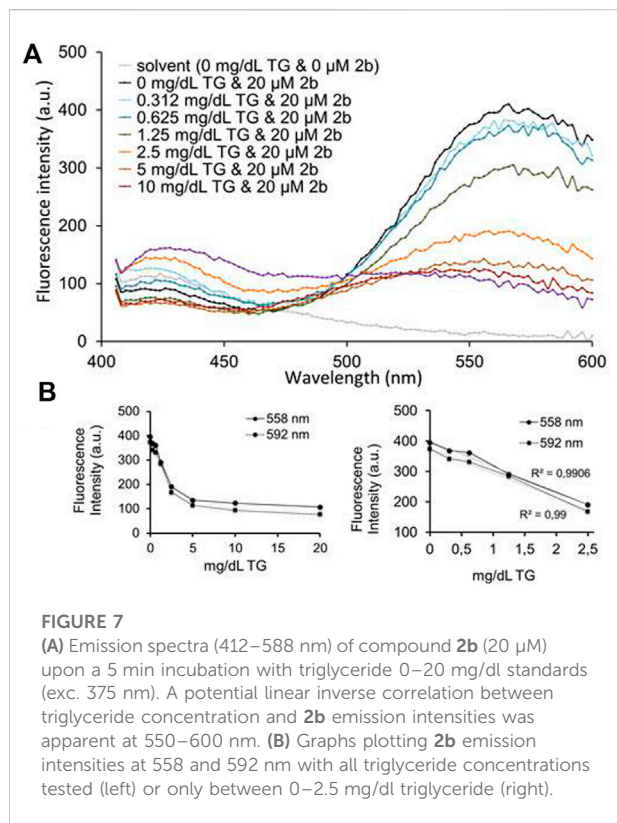 A
500
400
300
200
100
0
Fluorescence intensity (a.u.)
solvent (0 mg/dL TG & 0 µM 2b)
0 mg/dL TG & 20 µM 2b
0.312 mg/dL TG & 20 µM 2b
0.625 mg/dL TG & 20 µM 2b
1.25 mg/dL TG & 20 µM 2b
2.5 mg/dL TG & 20 µM 2b
5 mg/dL TG & 20 µM 2b
10 mg/dL TG & 20 µM 2b
400 450 500 550 600
Wavelength (nm)
B
500
400
300
200
100
0
Fluorescence
Intensity (a.u.)
558 nm
592 nm
0 5 10 15 20
mg/dL TG
500
400
300
200
100
Fluorescence
Intensity (a.u.)
558 nm
592 nm
R² = 0,9906
R² = 0,99
0 0,5 1 1,5 2 2,5
mg/dL TG
FIGURE 7
(A) Emission spectra (412–588 nm) of compound 2b (20 µM)
upon a 5 min incubation with triglyceride 0–20 mg/dl standards
(exc. 375 nm). A potential linear inverse correlation between
triglyceride concentration and 2b emission intensities was
apparent at 550–600 nm. (B) Graphs plotting 2b emission
intensities at 558 and 592 nm with all triglyceride concentrations
tested (left) or only between 0–2.5 mg/dl triglyceride (right).